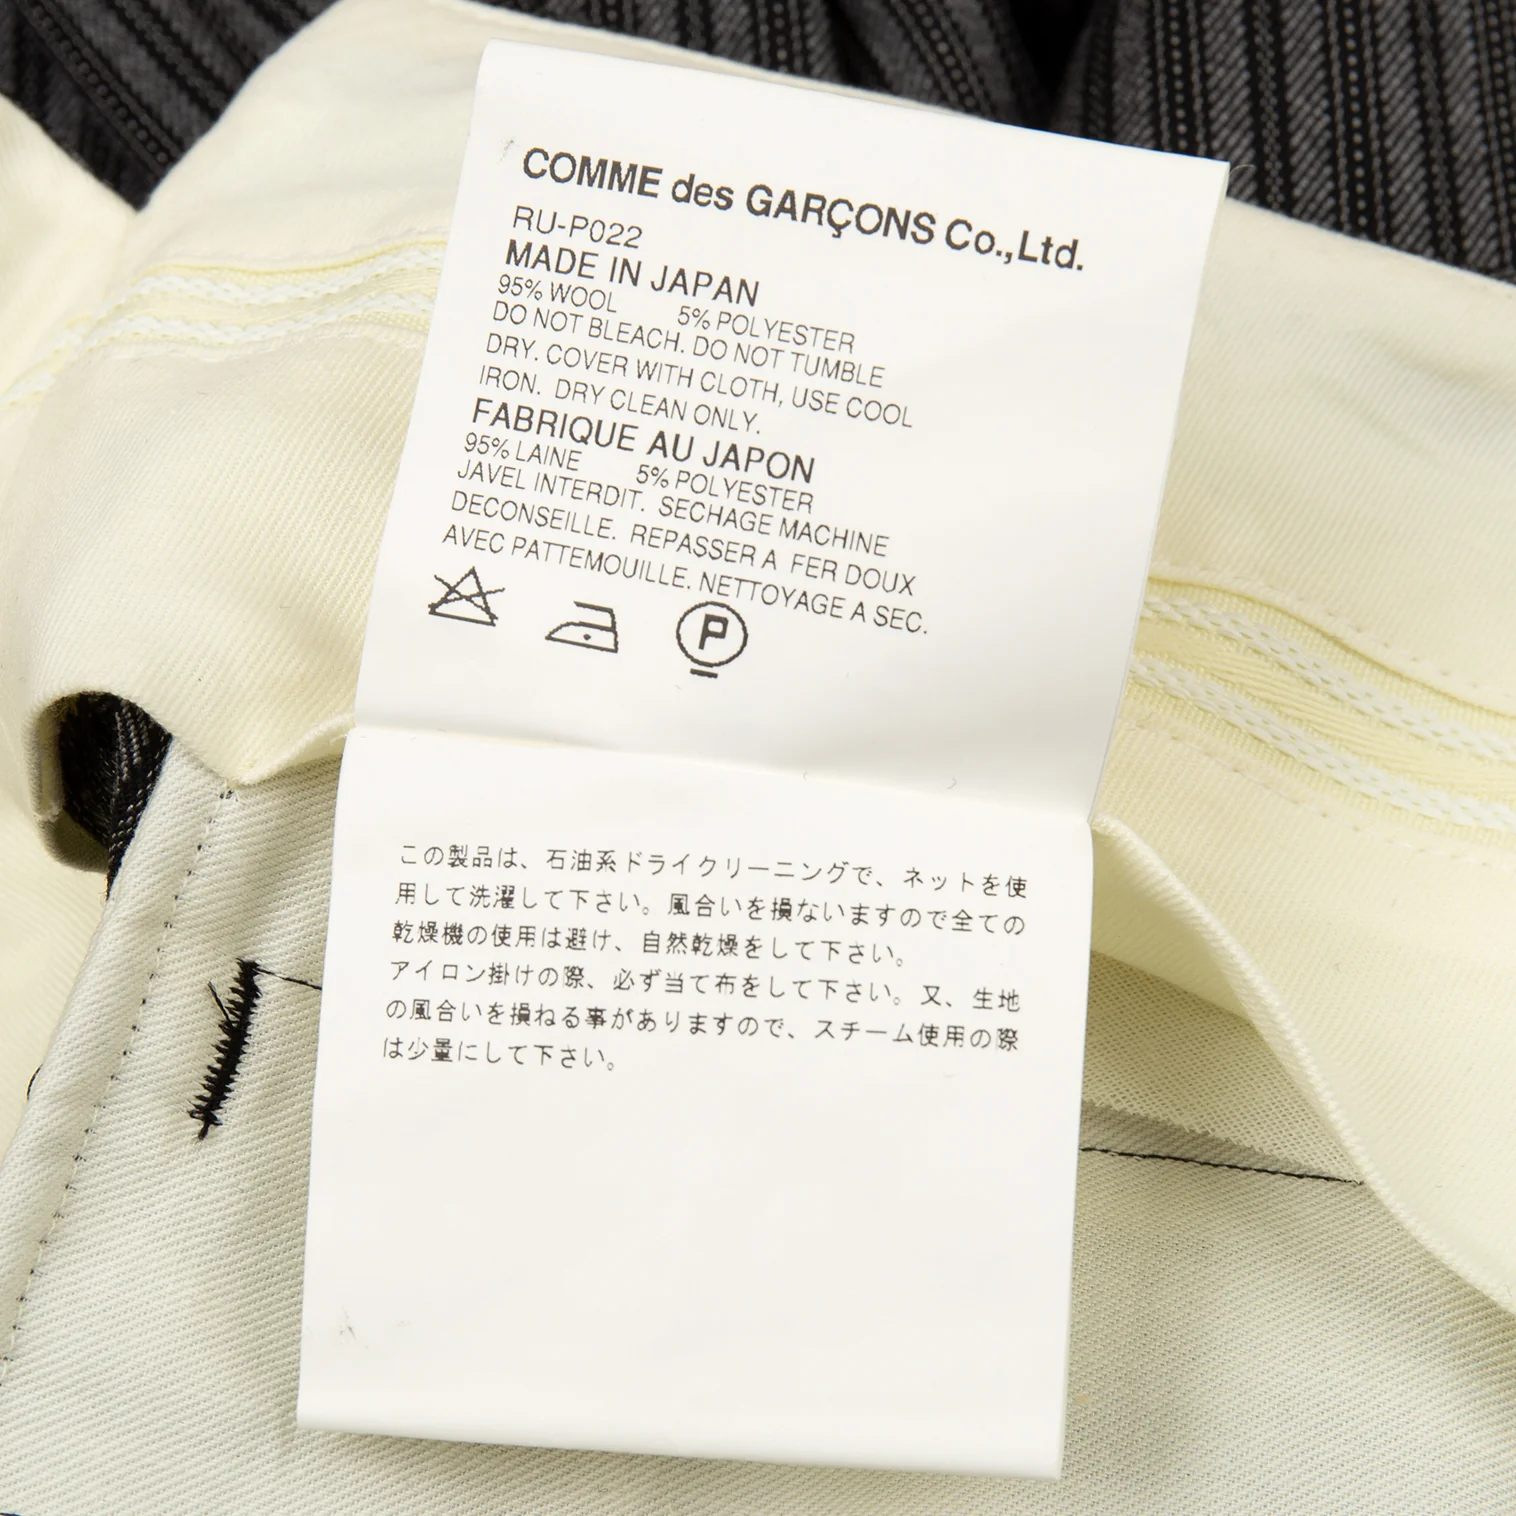 COMME des GARÇONS Co.,Ltd.
RU-P022
MADE IN JAPAN
95% WOOL 5% POLYESTER
DO NOT BLEACH. DO NOT TUMBLE
DRY. COVER WITH CLOTH, USE COOL
IRON. DRY CLEAN ONLY.
FABRIQUE AU JAPON
95% LAINE 5% POLYESTER
JAVEL INTERDIT. SECHAGE MACHINE
DECONSEILLE. REPASSER A FER DOUX
AVEC PATTEMOUILLE. NETTOYAGE A SEC.
P
この製品は、石油系ドライクリーニングで、ネットを使
用して洗濯して下さい。風合いを損ないますので全ての
乾燥機の使用は避け、自然乾燥をして下さい。
アイロン掛けの際、必ず当て布をして下さい。又、生地
の風合いを損ねる事がありますので、スチーム使用の際
は少量にして下さい。